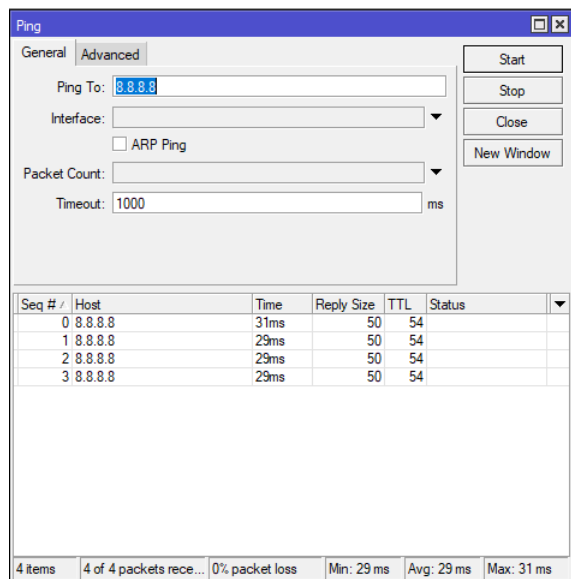 Ping
General Advanced
Start
Ping To: 8.8.8.8
Stop
Interface:
Close
ARP Ping
New Window
Packet Count:
Timeout: 1000 ms
Seq # Host Time Reply Size TTL Status
0 8.8.8.8 31ms 50 54
1 8.8.8.8 29ms 50 54
2 8.8.8.8 29ms 50 54
3 8.8.8.8 29ms 50 54
4 items 4 of 4 packets rece... 0% packet loss Min: 29 ms Avg: 29 ms Max: 31 ms